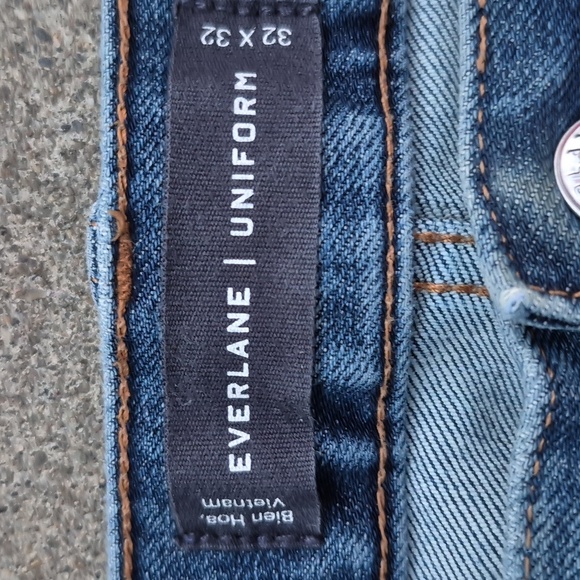 32 X 32
EVERLANE | UNIFORM
Bien Hoa,
Vietnam